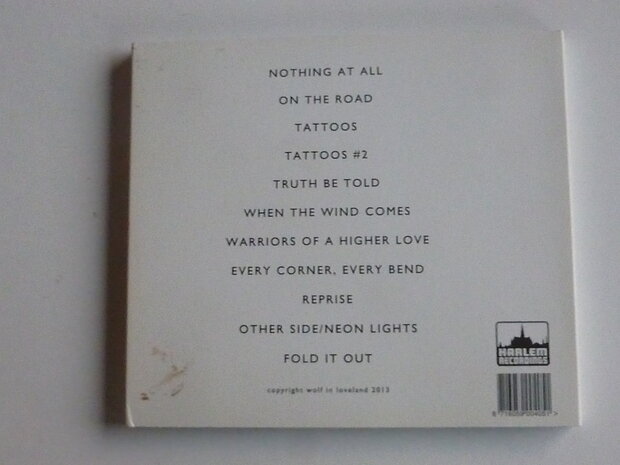 NOTHING AT ALL
ON THE ROAD
TATTOOS
TATTOOS #2
TRUTH BE TOLD
WHEN THE WIND COMES
WARRIORS OF A HIGHER LOVE
EVERY CORNER, EVERY BEND
REPRISE
OTHER SIDE/NEON LIGHTS
FOLD IT OUT
copyright wolf in loveland 2013
HARLEM
RECORDINGS